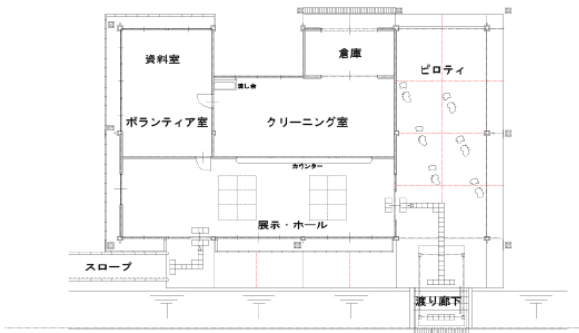 倉庫
資料室
ピロティ
流し台
ボランティア室
クリーニング室
カウンター
展示・ホール
スロープ
渡り廊下